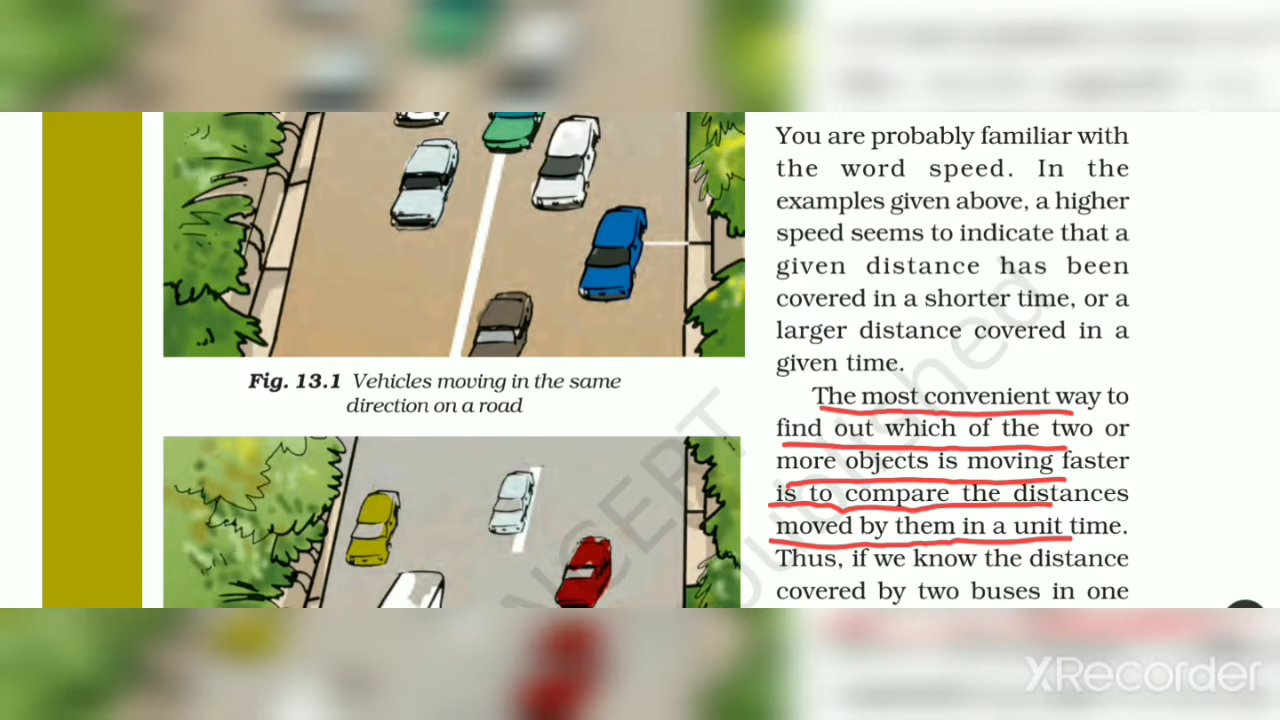 You are probably familiar with
the word speed. In the
examples given above, a higher
speed seems to indicate that a
given distance has been
covered in a shorter time, or a
larger distance covered in a
given time.
The most convenient way to
find out which of the two or
more objects is moving faster
is to compare the distances
moved by them in a unit time.
Thus, if we know the distance
covered by two buses in one
Fig. 13.1 Vehicles moving in the same
direction on a road
NCERT
published
XRecorder